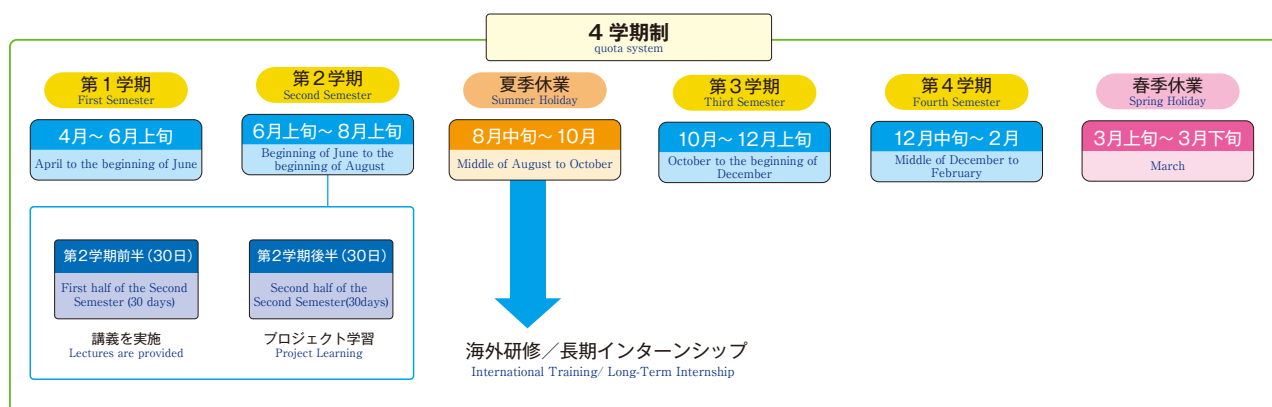 4 学期制
quota system
第1学期
First Semester
4月～ 6月上旬
April to the beginning of June
第2学期
Second Semester
6月上旬～ 8月上旬
Beginning of June to the
beginning of August
夏季休業
Summer Holiday
8月中旬～ 10月
Middle of August to October
第3学期
Third Semester
10月～ 12月上旬
October to the beginning of
December
第4学期
Fourth Semester
12月中旬～ 2月
Middle of December to
February
春季休業
Spring Holiday
3月上旬～ 3月下旬
March
第2学期前半（30日）
First half of the Second
Semester (30 days)
講義を実施
Lectures are provided
第2学期後半（30日）
Second half of the
Second Semester(30days)
プロジェクト学習
Project Learning
海外研修／長期インターンシップ
International Training/ Long-Term Internship